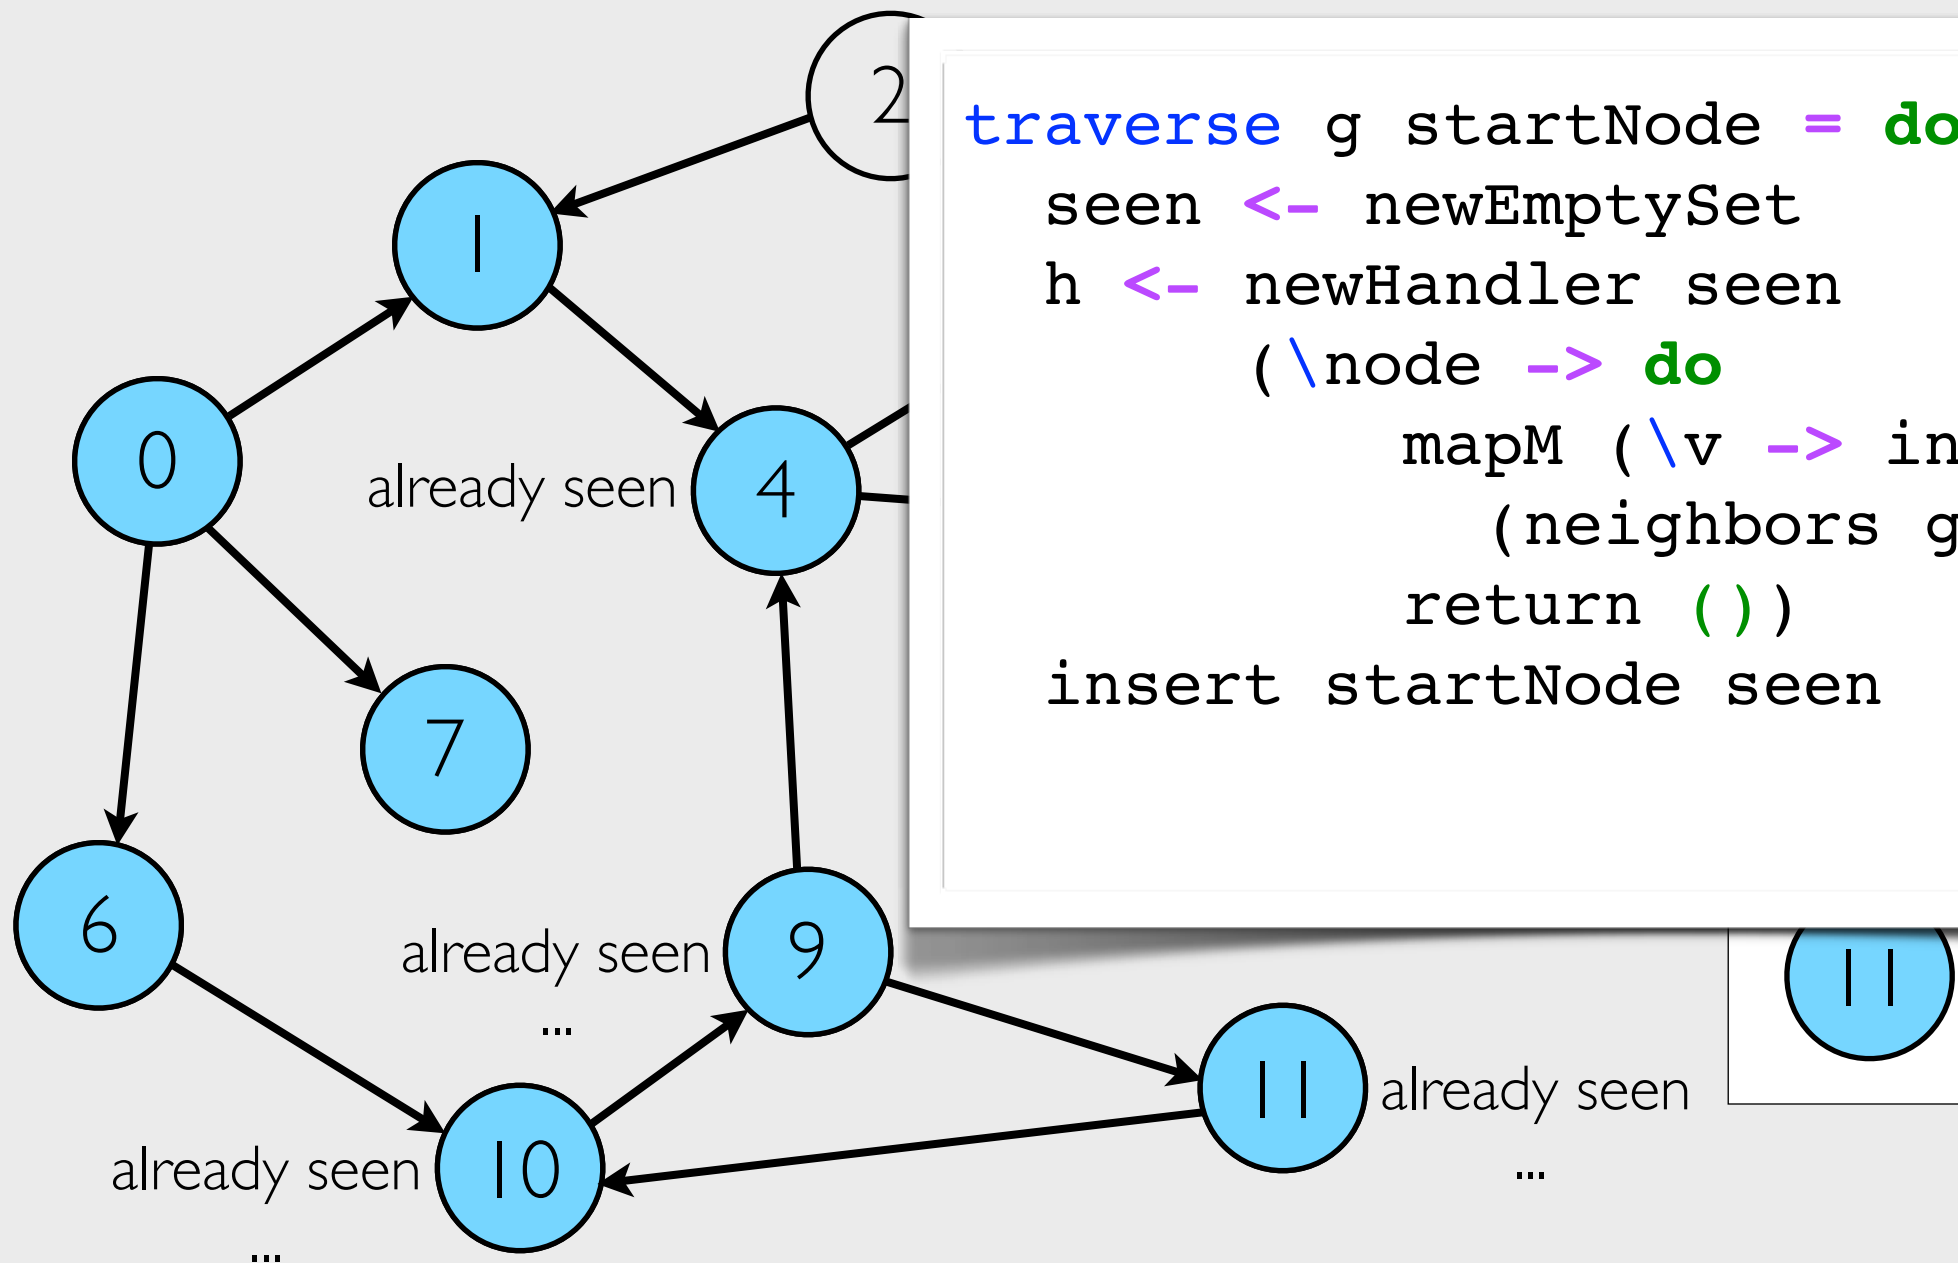 2
traverse g startNode = do
seen <- newEmptySet
h <- newHandler seen
(\node -> do
mapM (\v -> in
(neighbors g
return ())
insert startNode seen
1
0
already seen 4
7
6
already seen 9
...
11
11 already seen
...
already seen 10
...